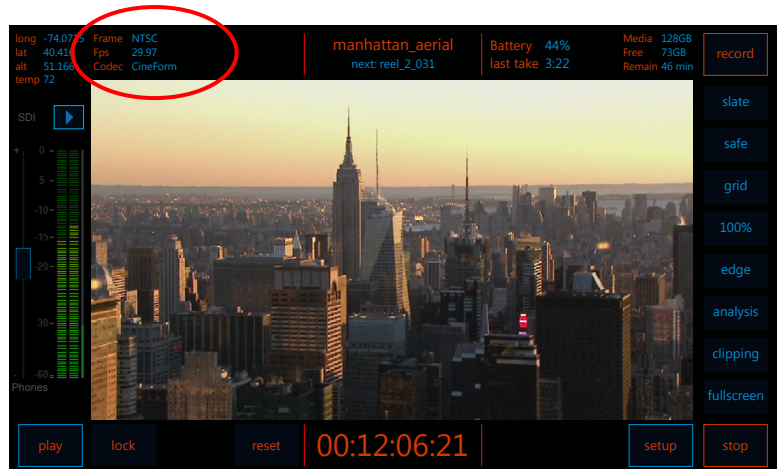 long -74.0715
lat 40.416
alt 51.166
temp 72
Frame NTSC
Fps 29.97
Codec CineForm
manhattan_aerial
next: reel_2_031
Battery 44%
last take 3:22
Media 128GB
Free 73GB
Remain 46 min
record
SDI
+ 0 -
5 -
-10-
-15-
-20-
30-
- -60 -
Phones
slate
safe
grid
100%
edge
analysis
clipping
fullscreen
play
lock
reset
00:12:06:21
setup
stop